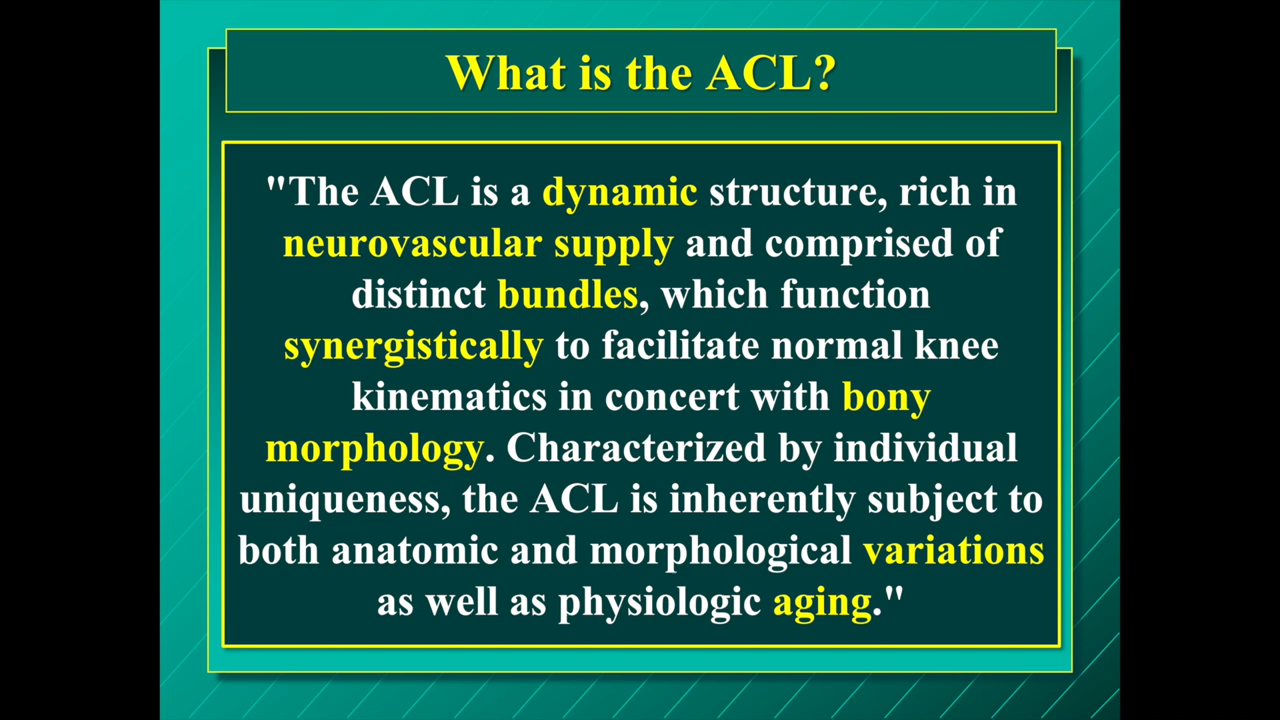 What is the ACL?
"The ACL is a dynamic structure, rich in
neurovascular supply and comprised of
distinct bundles, which function
synergistically to facilitate normal knee
kinematics in concert with bony
morphology. Characterized by individual
uniqueness, the ACL is inherently subject to
both anatomic and morphological variations
as well as physiologic aging."